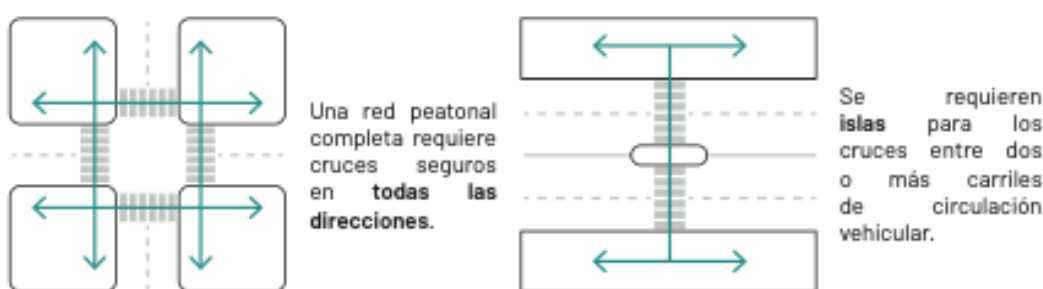 Una red peatonal
completa requiere
cruces seguros
en todas las
direcciones.
Se requieren
islas para los
cruces entre dos
o más carriles
de circulación
vehicular.